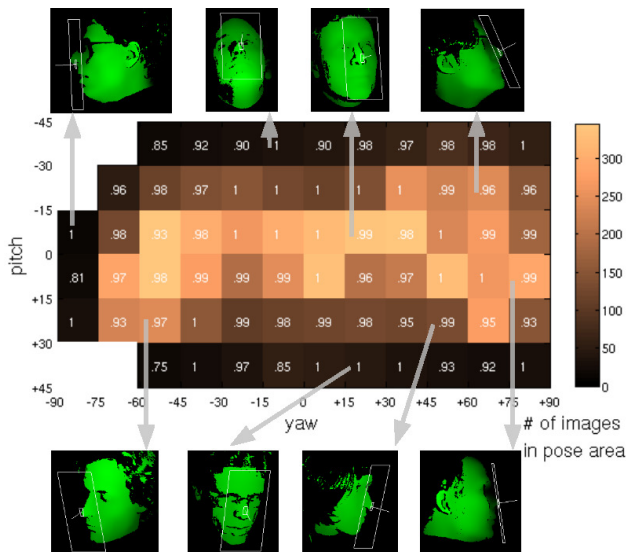 -45
.85 .92 .90 1 .90 .98 .97 .98 .98 1
350
-30
300
.96 .98 .97 1 1 1 1 1 .99 .96 .96
-15
250
1 .98 .93 .98 1 1 1 .99 .98 1 .99 .99
200
pitch
0
.81 .97 .98 .99 .99 .99 1 .96 .97 1 1 .99
150
+15
100
1 .93 .97 1 .99 .98 .99 .98 .95 .99 .95 .93
50
+30
.75 1 .97 .85 1 1 1 .93 .92 1
0
+45
-90 -75 -60 -45 -30 -15 0 +15 +30 +45 +60 +75 +90
yaw
# of images
in pose area